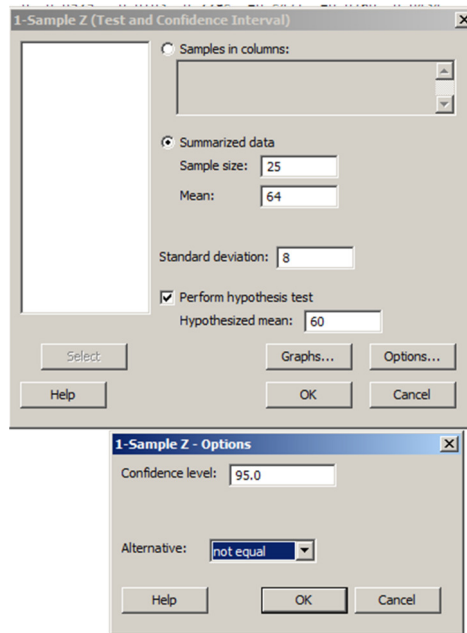 1-Sample Z (Test and Confidence Interval)
Samples in columns:
Summarized data
Sample size: 25
Mean: 64
Standard deviation: 8
Perform hypothesis test
Hypothesized mean: 60
Select Graphs... Options...
Help OK Cancel
1-Sample Z - Options
Confidence level: 95.0
Alternative: not equal
Help OK Cancel